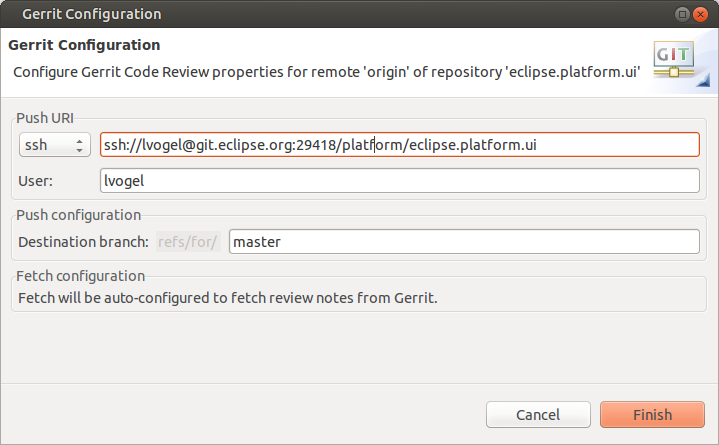 Gerrit Configuration
Gerrit Configuration
Configure Gerrit Code Review properties for remote 'origin' of repository 'eclipse.platform.ui'
GIT
Push URI
ssh ssh://lvogel@git.eclipse.org:29418/platform/eclipse.platform.ui
User: lvogel
Push configuration
Destination branch: refs/for/ master
Fetch configuration
Fetch will be auto-configured to fetch review notes from Gerrit.
Cancel Finish